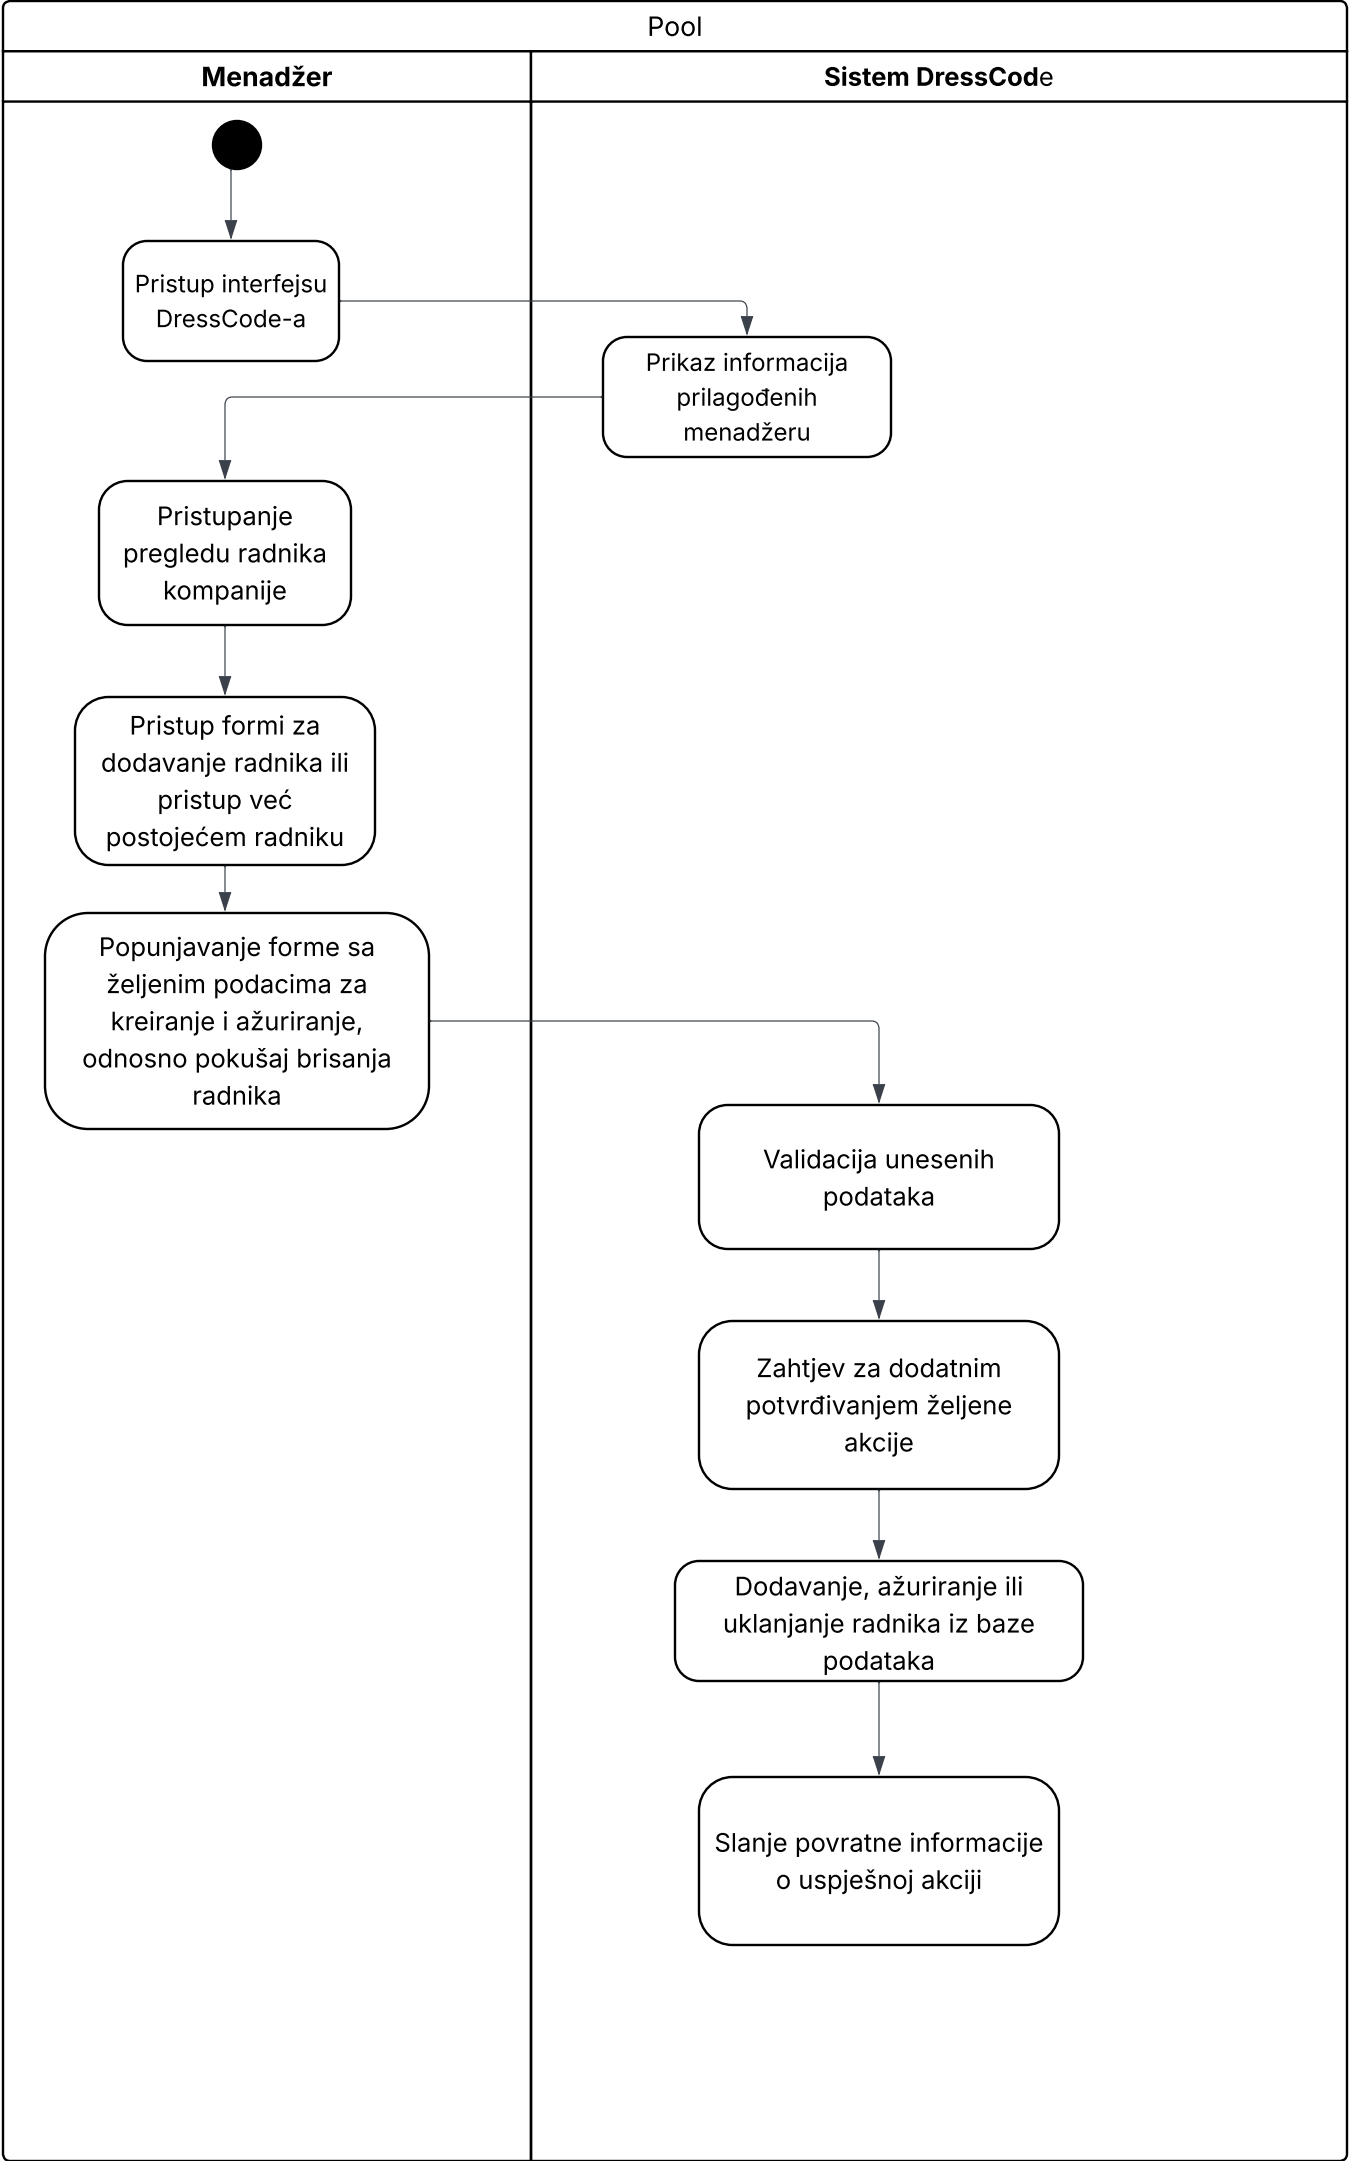 Pool
Menadžer
Sistem DressCode
Pristup interfejsu
DressCode-a
Prikaz informacija
prilagođenih
menadžeru
Pristupanje
pregledu radnika
kompanije
Pristup formi za
dodavanje radnika ili
pristup već
postojećem radniku
Popunjavanje forme sa
željenim podacima za
kreiranje i ažuriranje,
odnosno pokušaj brisanja
radnika
Validacija unesenih
podataka
Zahtjev za dodatnim
potvrđivanjem željene
akcije
Dodavanje, ažuriranje ili
uklanjanje radnika iz baze
podataka
Slanje povratne informacije
o uspješnoj akciji